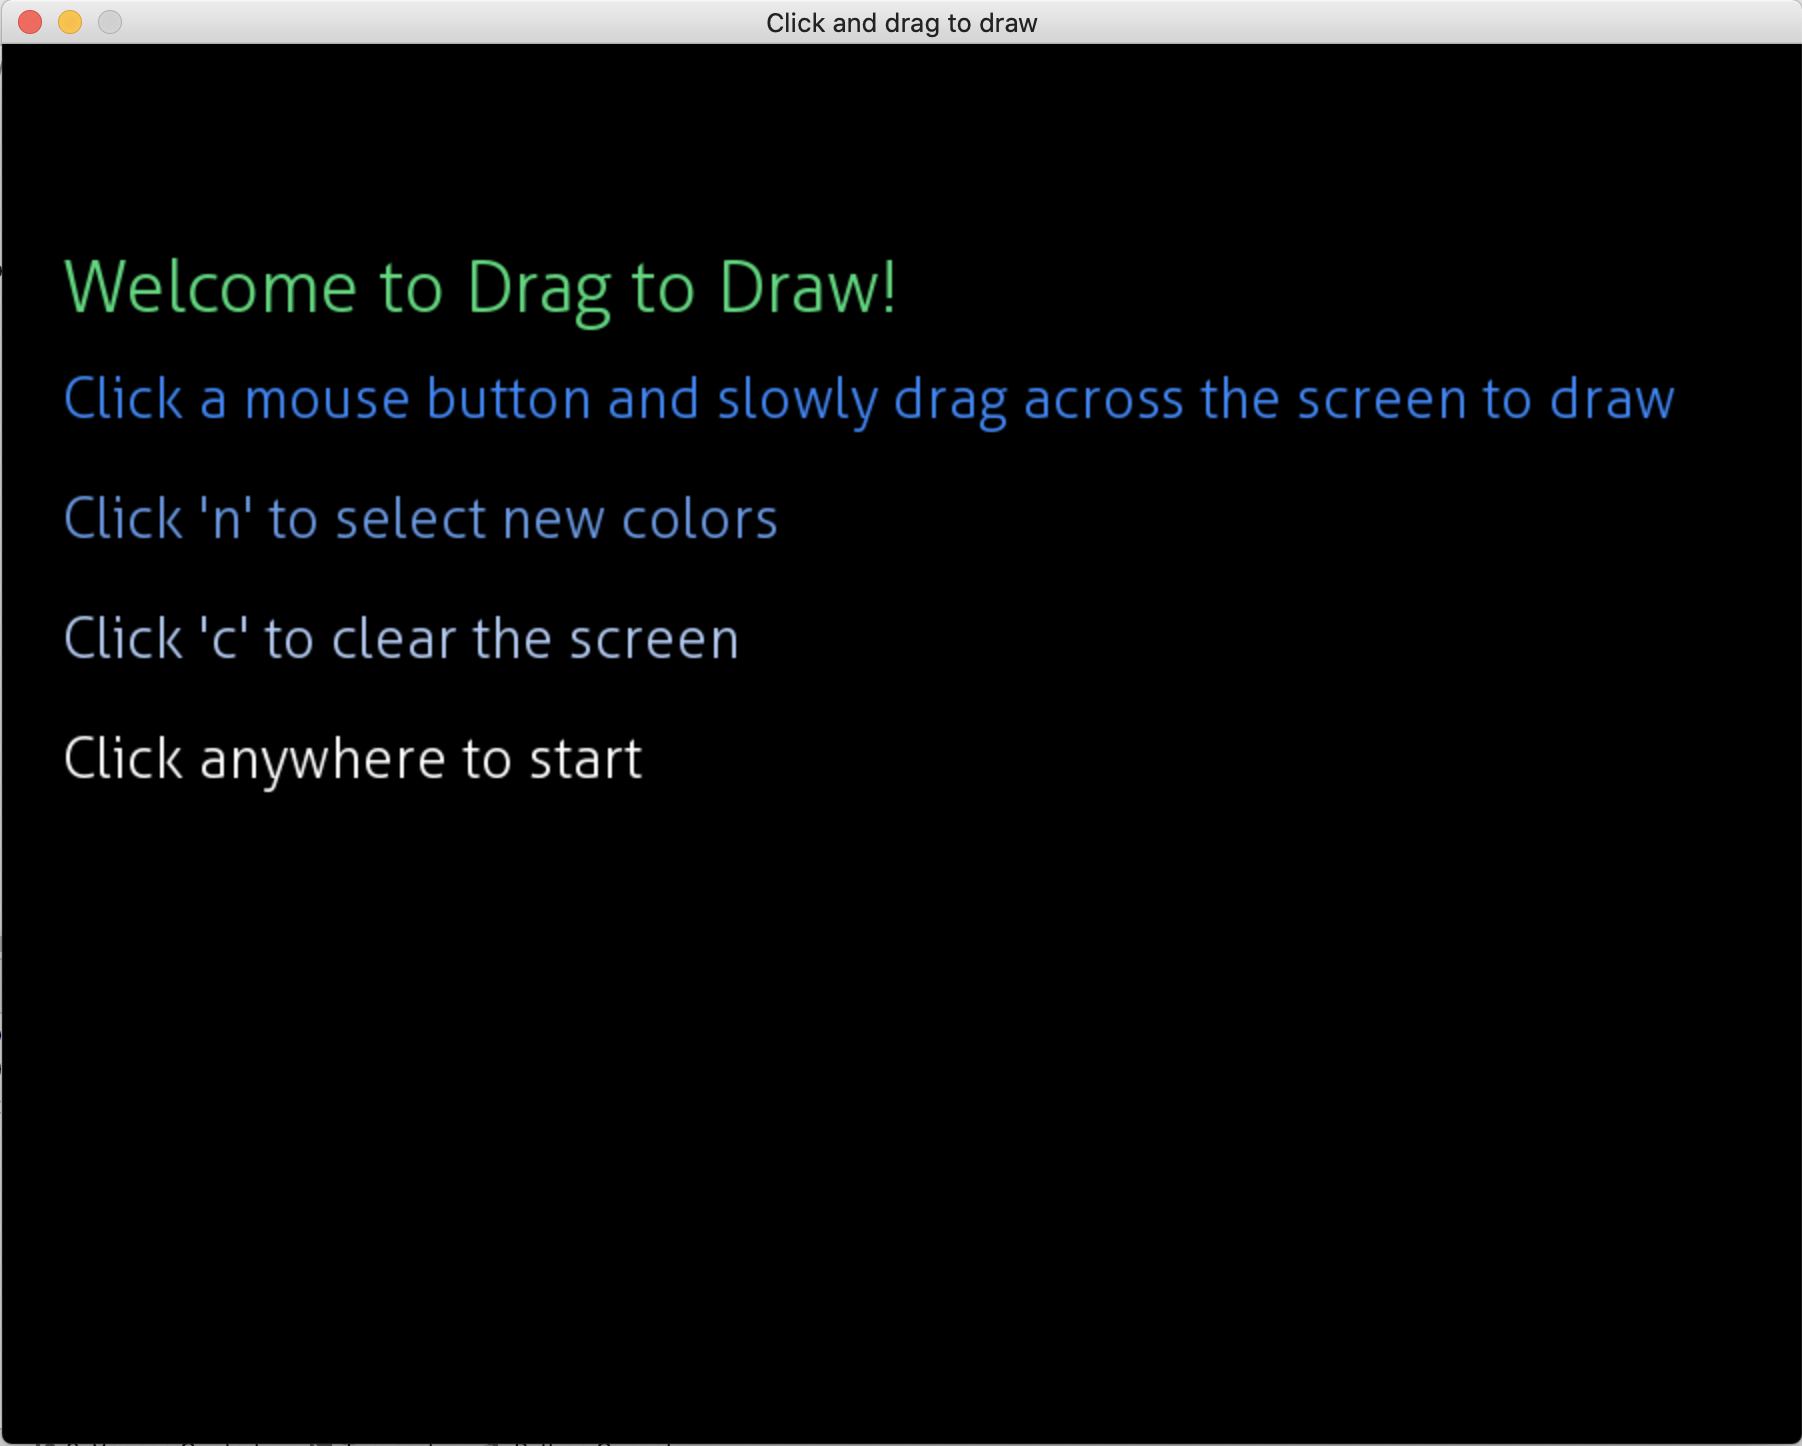 Click and drag to draw
Welcome to Drag to Draw!
Click a mouse button and slowly drag across the screen to draw
Click 'n' to select new colors
Click 'c' to clear the screen
Click anywhere to start